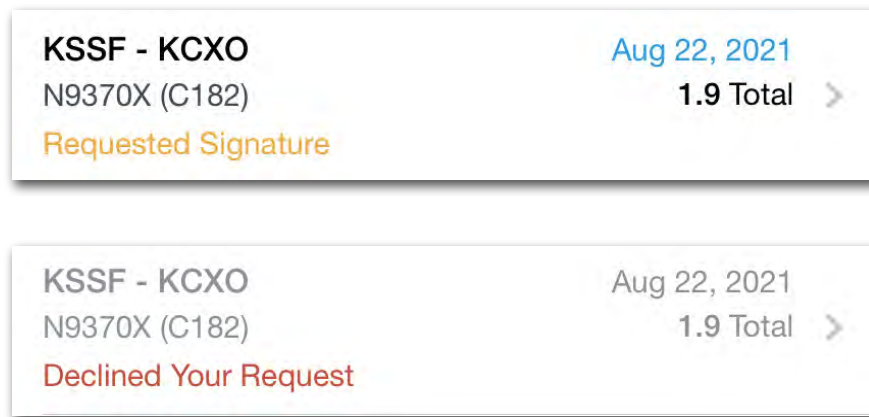 KSSF - KCXO Aug 22, 2021
N9370X (C182) 1.9 Total
Requested Signature
KSSF - KCXO Aug 22, 2021
N9370X (C182) 1.9 Total
Declined Your Request